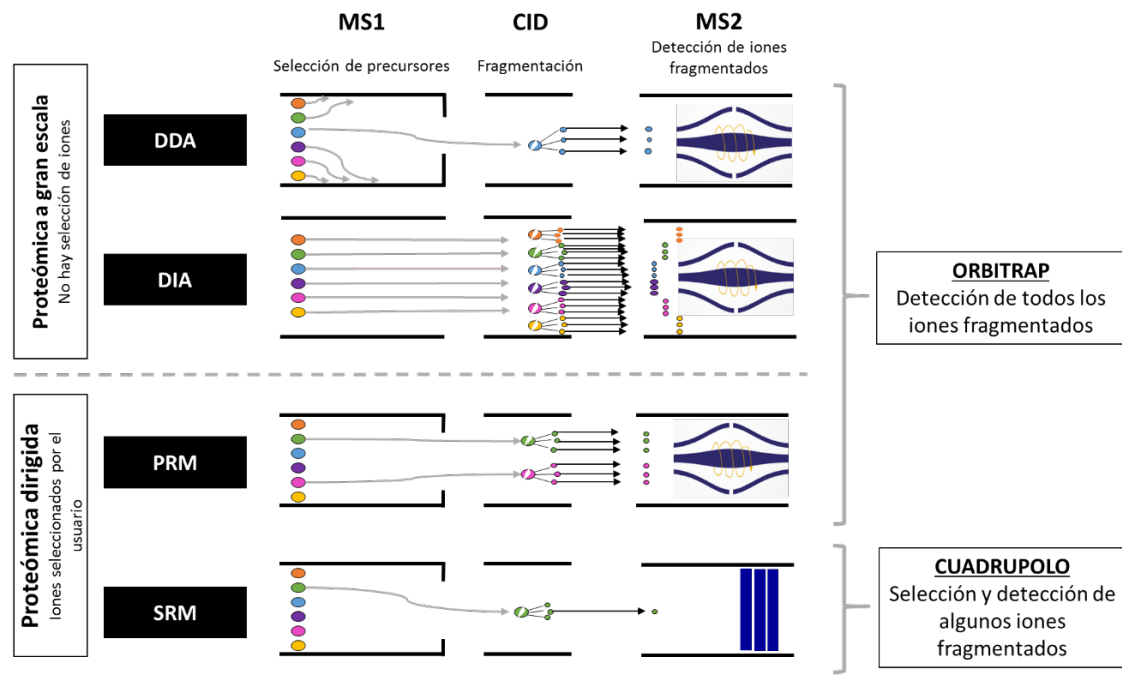 MS1
CID
MS2
Selección de precursores
Fragmentación
Detección de iones
fragmentados
Proteómica a gran escala
No hay selección de iones
DDA
DIA
ORBITRAP
Detección de todos los
iones fragmentados
Proteómica dirigida
Iones seleccionados por el
usuario
PRM
SRM
CUADRUPOLO
Selección y detección de
algunos iones
fragmentados